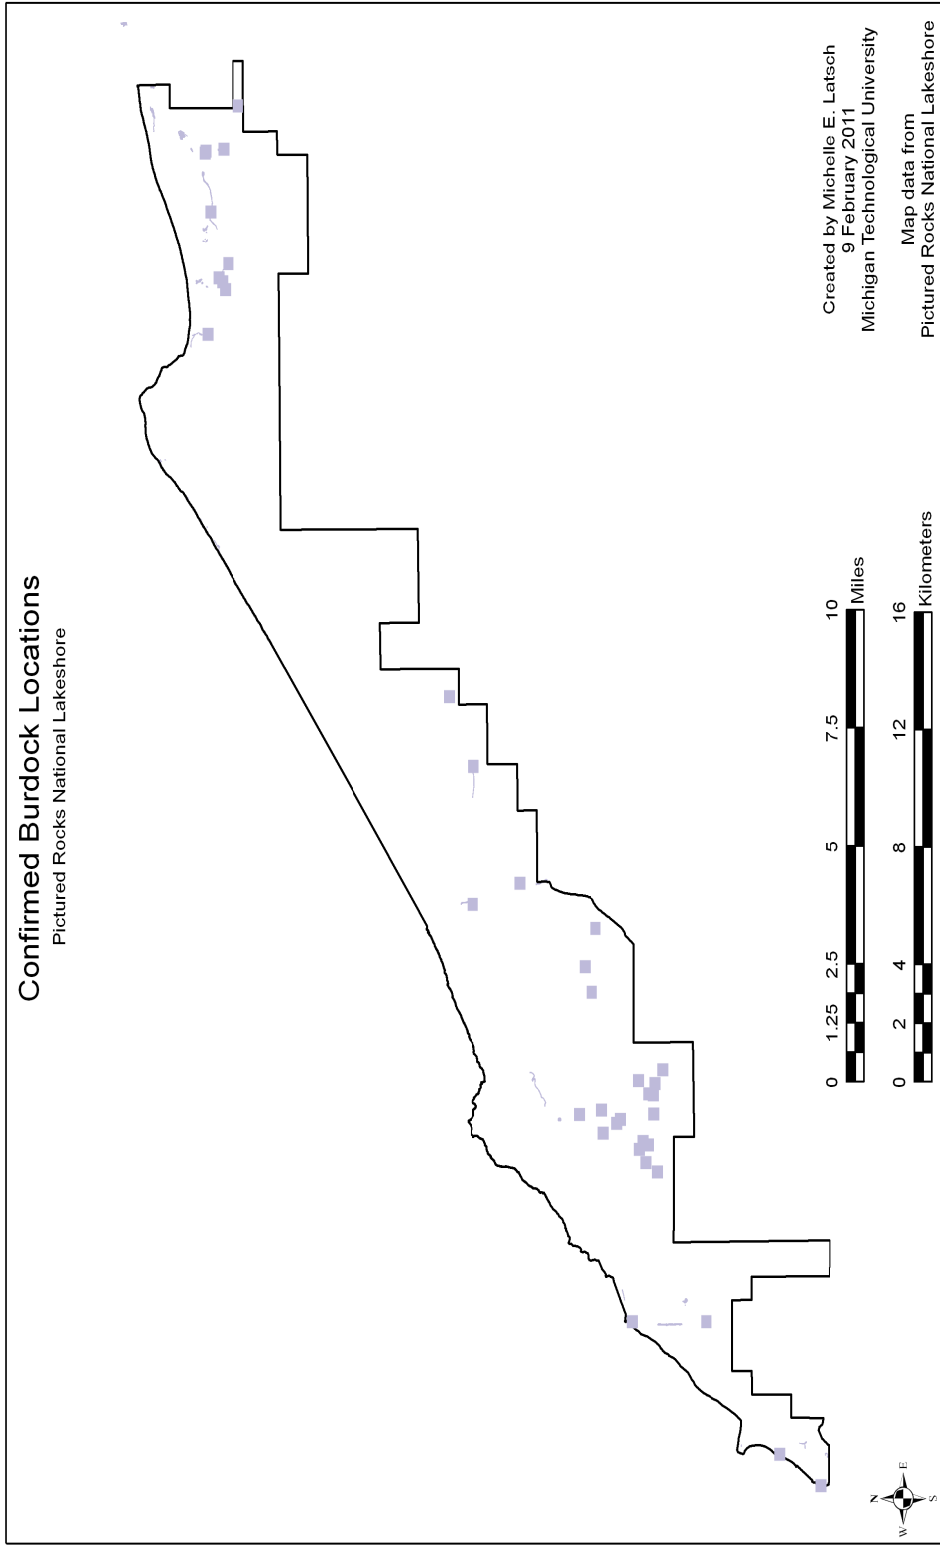 Confirmed Burdock Locations
Pictured Rocks National Lakeshore
Created by Michelle E. Latsch
9 February 2011
Michigan Technological University
Map data from
Pictured Rocks National Lakeshore
0 1.25 2.5 5 7.5 10
Miles
0 2 4 8 12 16
Kilometers
N
W E
S